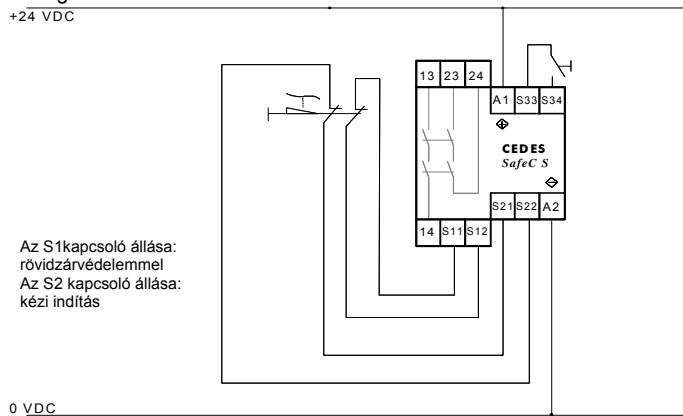 +24 VDC
13 23 24
A1 S33 S34
CEDES
SafeC S
S21 S22 A2
14 S11 S12
Az S1kapcsoló állása:
rövidzárvédelemmel
Az S2 kapcsoló állása:
kézi indítás
0 VDC